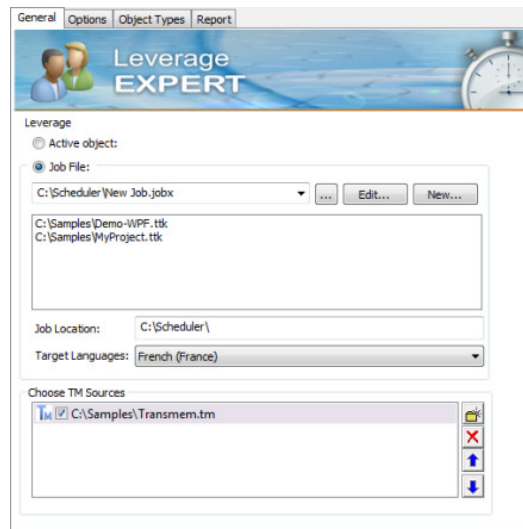 General Options Object Types Report
Leverage
EXPERT
Leverage
Active object:
Job File:
C:\Scheduler\New Job.jobx ... Edit... New...
C:\Samples\Demo-WPF.ttk
C:\Samples\MyProject.ttk
Job Location: C:\Scheduler\
Target Languages: French (France)
Choose TM Sources
TM C:\Samples\Transmem.tm